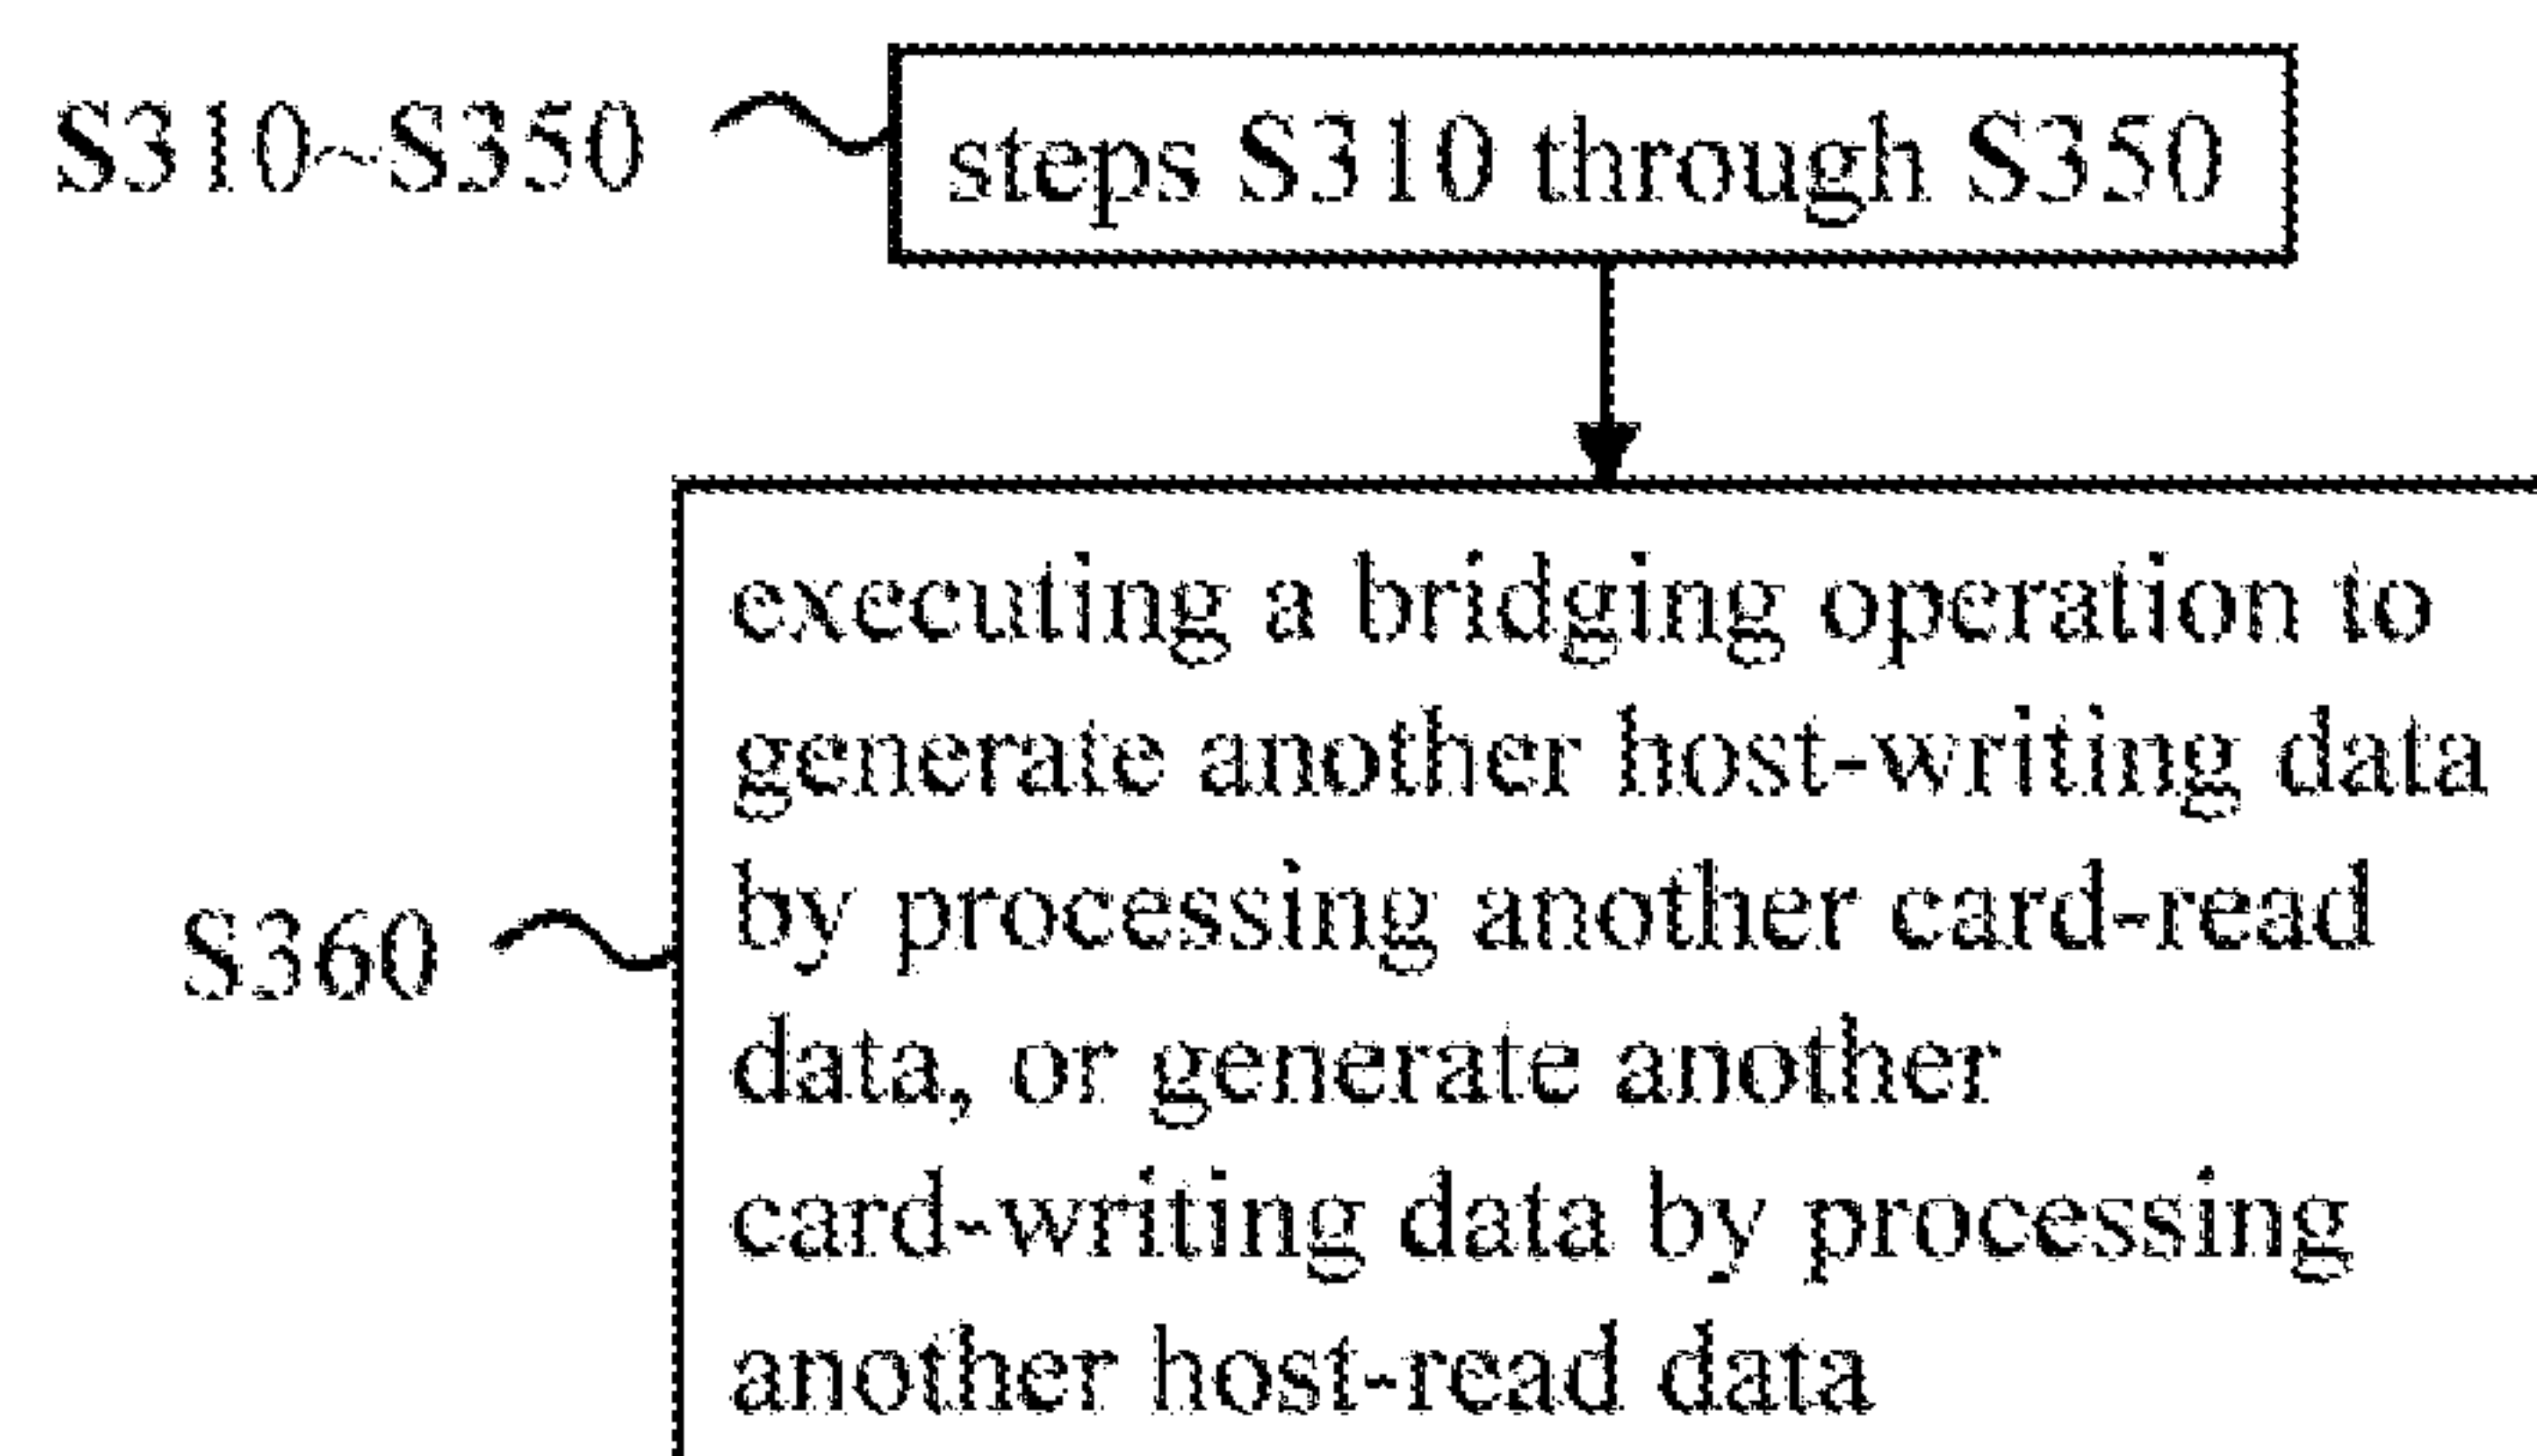 S310~S350
steps S310 through S350
executing a bridging operation to
generate another host-writing data
by processing another card-read
data, or generate another
card-writing data by processing
another host-read data
S360